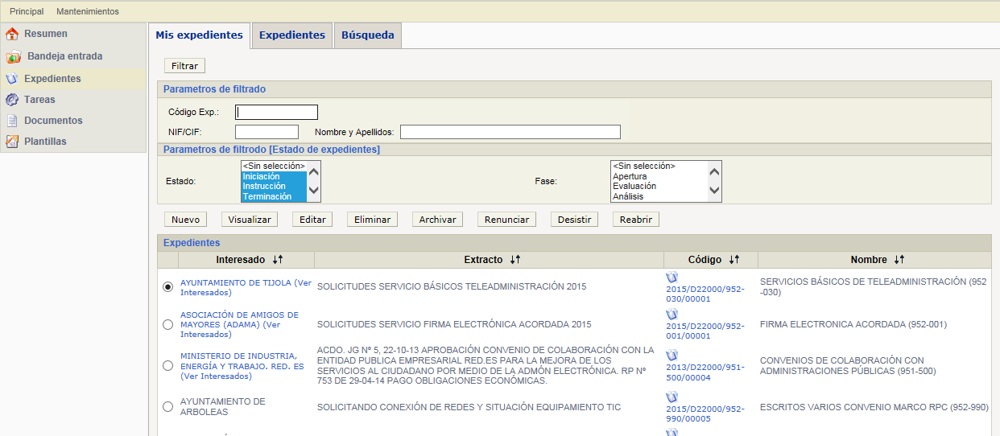 Principal Mantenimientos
Resumen
Bandeja entrada
Expedientes
Tareas
Documentos
Plantillas
Mis expedientes Expedientes Búsqueda
Filtrar
Parametros de filtrado
Código Exp.:
NIF/CIF: Nombre y Apellidos:
Parametros de filtrodo [Estado de expedientes]
Estado:
<Sin selección>
Iniciación
Instrucción
Terminación
Fase:
<Sin selección>
Apertura
Evaluación
Análisis
Nuevo Visualizar Editar Eliminar Archivar Renunciar Desistir Reabrir
Expedientes
Interesado Extracto Código Nombre
AYUNTAMIENTO DE TIJOLA (Ver
Interesados)
SOLICITUDES SERVICIO BÁSICOS TELEADMINISTRACIÓN 2015
2015/D22000/952-
030/00001
SERVICIOS BÁSICOS DE TELEADMINISTRACIÓN (952
-030)
ASOCIACIÓN DE AMIGOS DE
MAYORES (ADAMA) (Ver
Interesados)
SOLICITUDES SERVICIO FIRMA ELECTRÓNICA ACORDADA 2015
2015/D22000/952-
001/00001
FIRMA ELECTRONICA ACORDADA (952-001)
MINISTERIO DE INDUSTRIA,
ENERGÍA Y TRABAJO. RED. ES
(Ver Interesados)
ACDO. JG Nº 5, 22-10-13 APROBACIÓN CONVENIO DE COLABORACIÓN CON LA
ENTIDAD PUBLICA EMPRESARIAL RED.ES PARA LA MEJORA DE LOS
SERVICIOS AL CIUDADANO POR MEDIO DE LA ADMÓN ELECTRÓNICA. RP Nº
753 DE 29-04-14 PAGO OBLIGACIONES ECONÓMICAS.
2013/D22000/951-
500/00004
CONVENIOS DE COLABORACIÓN CON
ADMINISTRACIONES PÚBLICAS (951-500)
AYUNTAMIENTO DE
ARBOLEAS
SOLICITANDO CONEXIÓN DE REDES Y SITUACIÓN EQUIPAMIENTO TIC
2015/D22000/952-
990/00005
ESCRITOS VARIOS CONVENIO MARCO RPC (952-990)